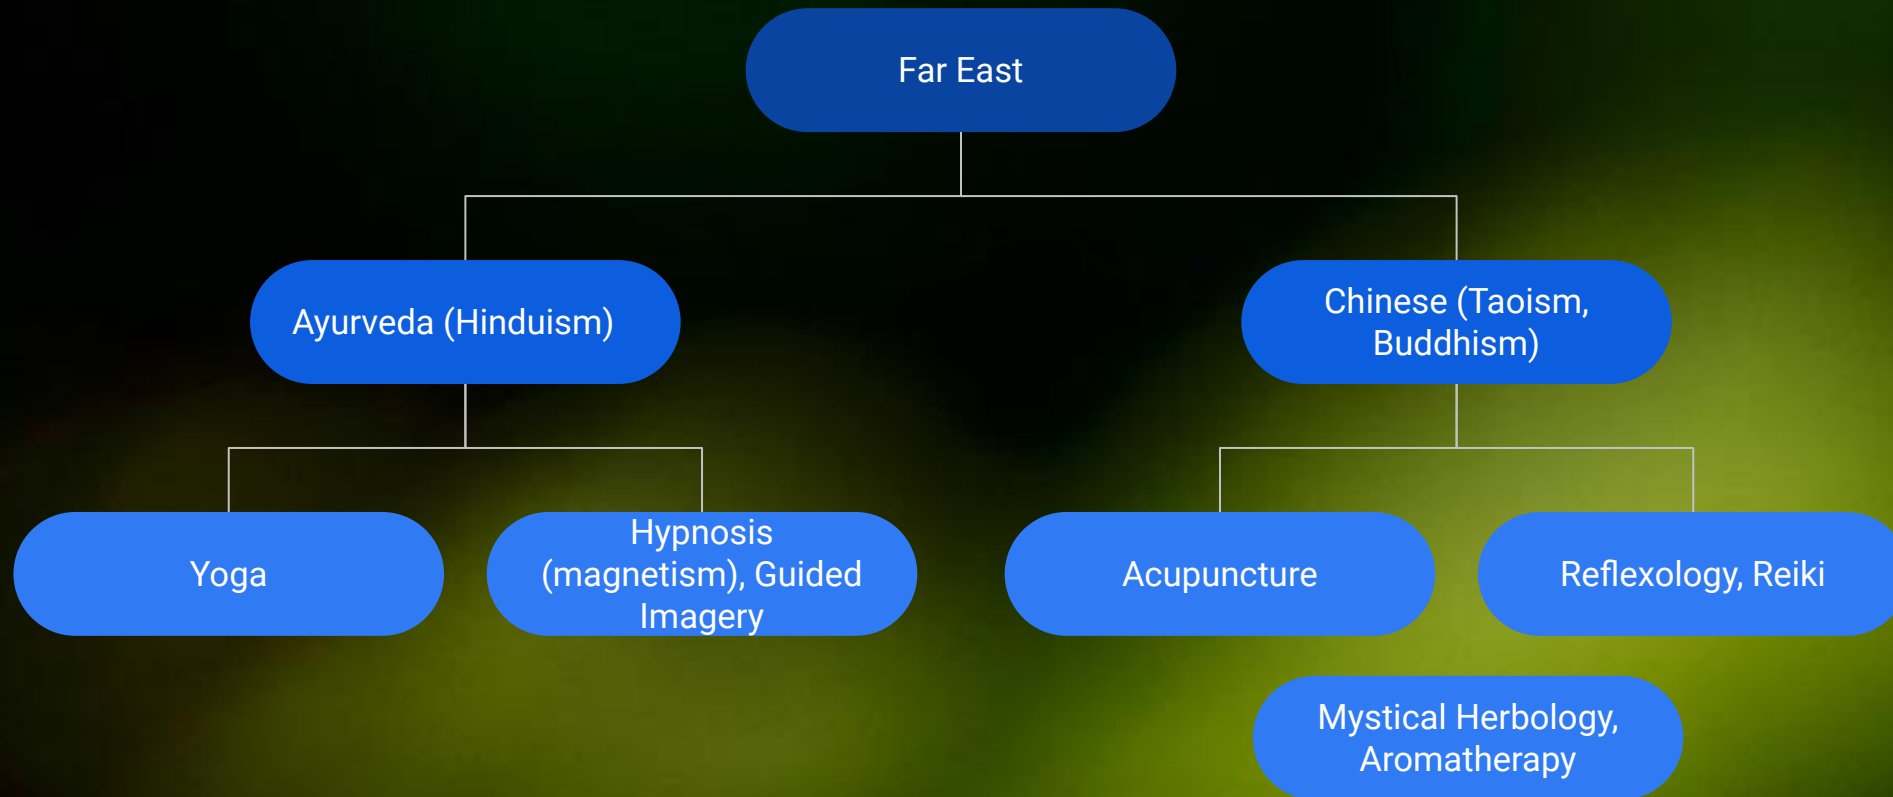 Far East
Ayurveda (Hinduism)
Chinese (Taoism,
Buddhism)
Yoga
Hypnosis
(magnetism), Guided
Imagery
Acupuncture
Reflexology, Reiki
Mystical Herbology,
Aromatherapy